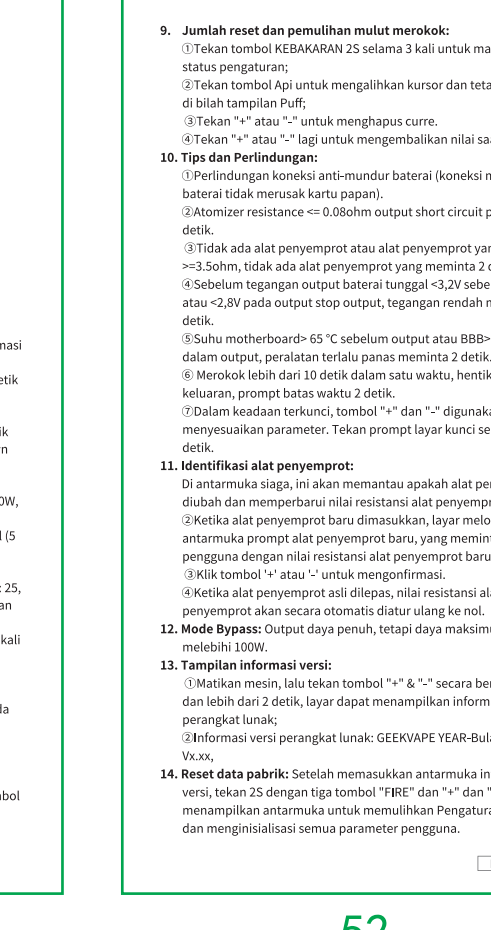 masi
etik
ik
n
0W,
l (5
: 25,
an
kali
da
nbol
9. Jumlah reset dan pemulihan mulut merokok:
①Tekan tombol KEBAKARAN 2S selama 3 kali untuk ma
status pengaturan;
②Tekan tombol Api untuk mengalihkan kursor dan teta
di bilah tampilan Puff;
③Tekan "+" atau "-" untuk menghapus curre.
④Tekan "+" atau "-" lagi untuk mengembalikan nilai sa
10. Tips dan Perlindungan:
①Perlindungan koneksi anti-mundur baterai (koneksi m
baterai tidak merusak kartu papan).
②Atomizer resistance <= 0.08ohm output short circuit p
detik.
③Tidak ada alat penyemprot atau alat penyemprot yan
>=3.5ohm, tidak ada alat penyemprot yang meminta 2 d
④Sebelum tegangan output baterai tunggal <3,2V sebe
atau <2,8V pada output stop output, tegangan rendah m
detik.
⑤Suhu motherboard> 65 °C sebelum output atau BBB>
dalam output, peralatan terlalu panas meminta 2 detik.
⑥ Merokok lebih dari 10 detik dalam satu waktu, hentik
keluaran, prompt batas waktu 2 detik.
⑦Dalam keadaan terkunci, tombol "+" dan "-" digunaka
menyesuaikan parameter. Tekan prompt layar kunci se
detik.
11. Identifikasi alat penyemprot:
Di antarmuka siaga, ini akan memantau apakah alat pe
diubah dan memperbarui nilai resistansi alat penyemp
②Ketika alat penyemprot baru dimasukkan, layar melo
antarmuka prompt alat penyemprot baru, yang memin
pengguna dengan nilai resistansi alat penyemprot baru
③Klik tombol '+' atau '-' untuk mengonfirmasi.
④Ketika alat penyemprot asli dilepas, nilai resistansi ala
penyemprot akan secara otomatis diatur ulang ke nol.
12. Mode Bypass: Output daya penuh, tetapi daya maksimu
melebihi 100W.
13. Tampilan informasi versi:
①Matikan mesin, lalu tekan tombol "+" & "-" secara ber
dan lebih dari 2 detik, layar dapat menampilkan inform
perangkat lunak;
②Informasi versi perangkat lunak: GEEKVAPE YEAR-Bula
Vx.xx,
14. Reset data pabrik: Setelah memasukkan antarmuka in
versi, tekan 2S dengan tiga tombol "FIRE" dan "+" dan "
menampilkan antarmuka untuk memulihkan Pengatura
dan menginisialisasi semua parameter pengguna.
52